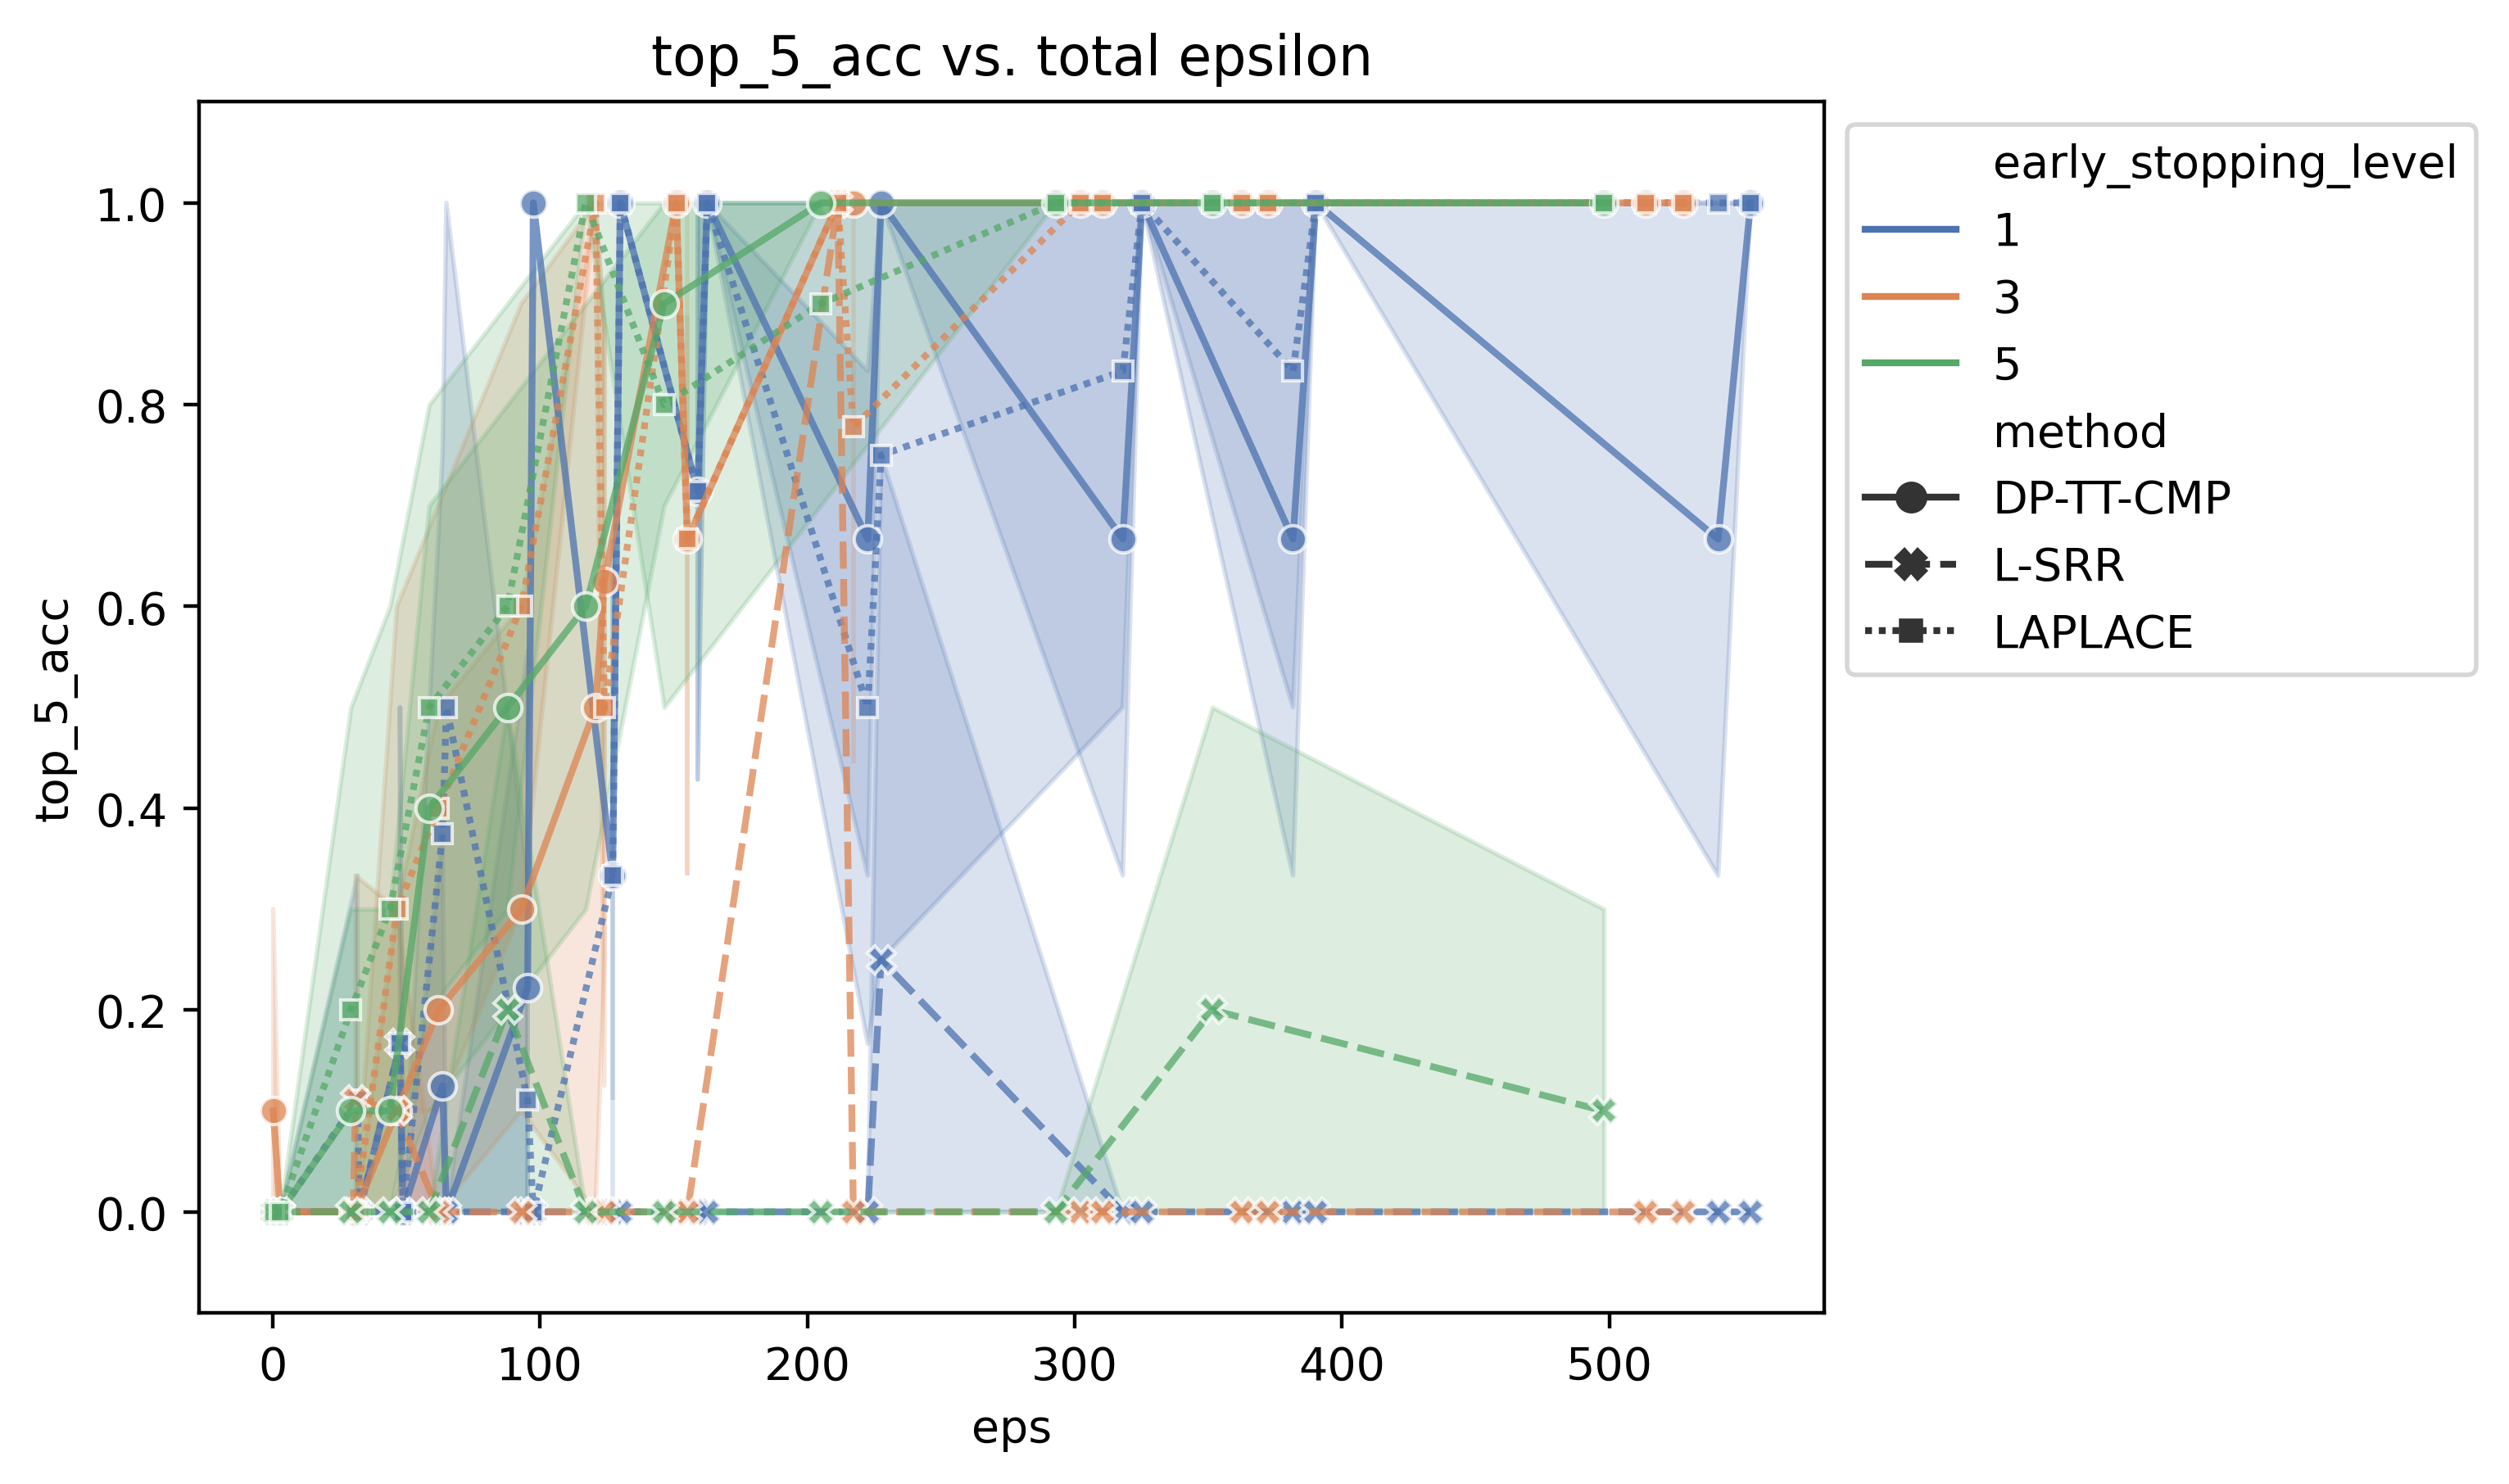 top_5_acc vs. total epsilon
early_stopping_level
1
3
5
method
DP-TT-CMP
L-SRR
LAPLACE
top_5_acc
1.0
0.8
0.6
0.4
0.2
0.0
0 100 200 300 400 500
eps